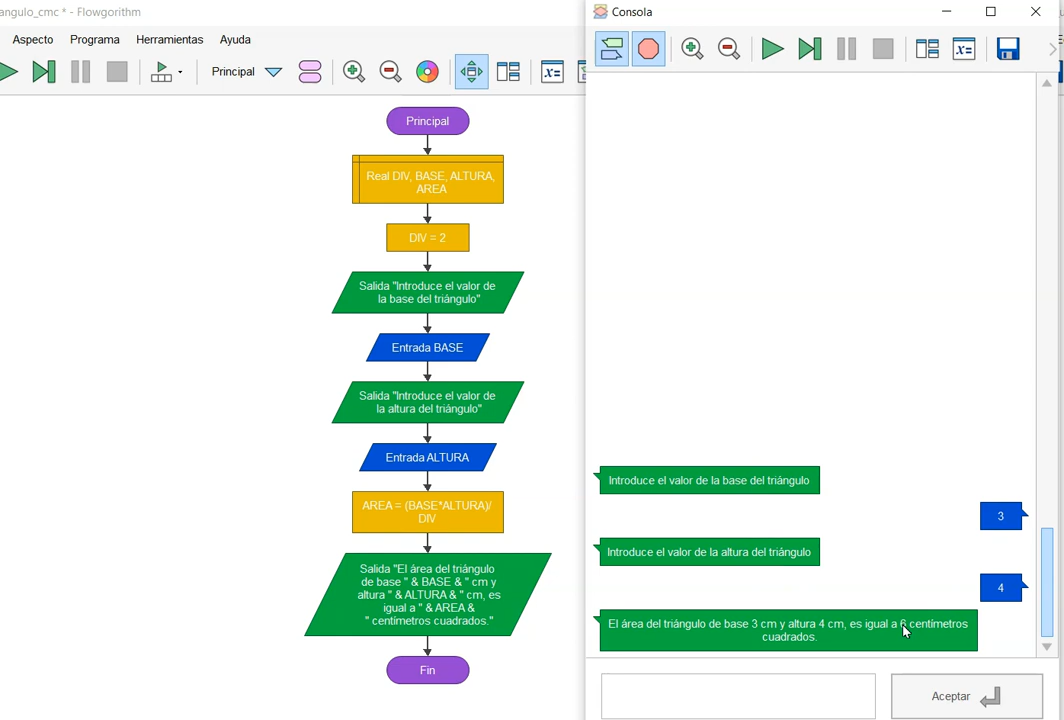 angulo_cmc * - Flowgorithm
Aspecto Programa Herramientas Ayuda
Principal
Principal
Real DIV, BASE, ALTURA,
AREA
DIV = 2
Salida "Introduce el valor de
la base del triángulo"
Entrada BASE
Salida "Introduce el valor de
la altura del triángulo"
Entrada ALTURA
AREA = (BASE*ALTURA)/
DIV
Salida "El área del triángulo
de base " & BASE & " cm y
altura " & ALTURA & " cm, es
igual a " & AREA &
" centímetros cuadrados."
Fin
Consola
Introduce el valor de la base del triángulo
3
Introduce el valor de la altura del triángulo
4
El área del triángulo de base 3 cm y altura 4 cm, es igual a 6 centímetros
cuadrados.
Aceptar